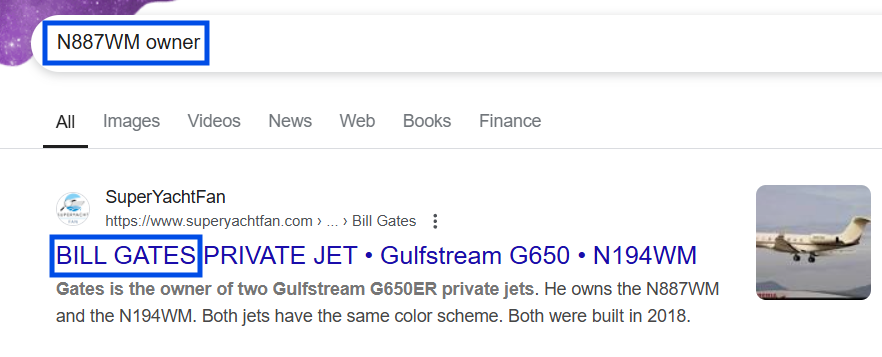 N887WM owner
All Images Videos News Web Books Finance
SuperYachtFan
https://www.superyachtfan.com › ... › Bill Gates
BILL GATES PRIVATE JET • Gulfstream G650 • N194WM
Gates is the owner of two Gulfstream G650ER private jets. He owns the N887WM
and the N194WM. Both jets have the same color scheme. Both were built in 2018.